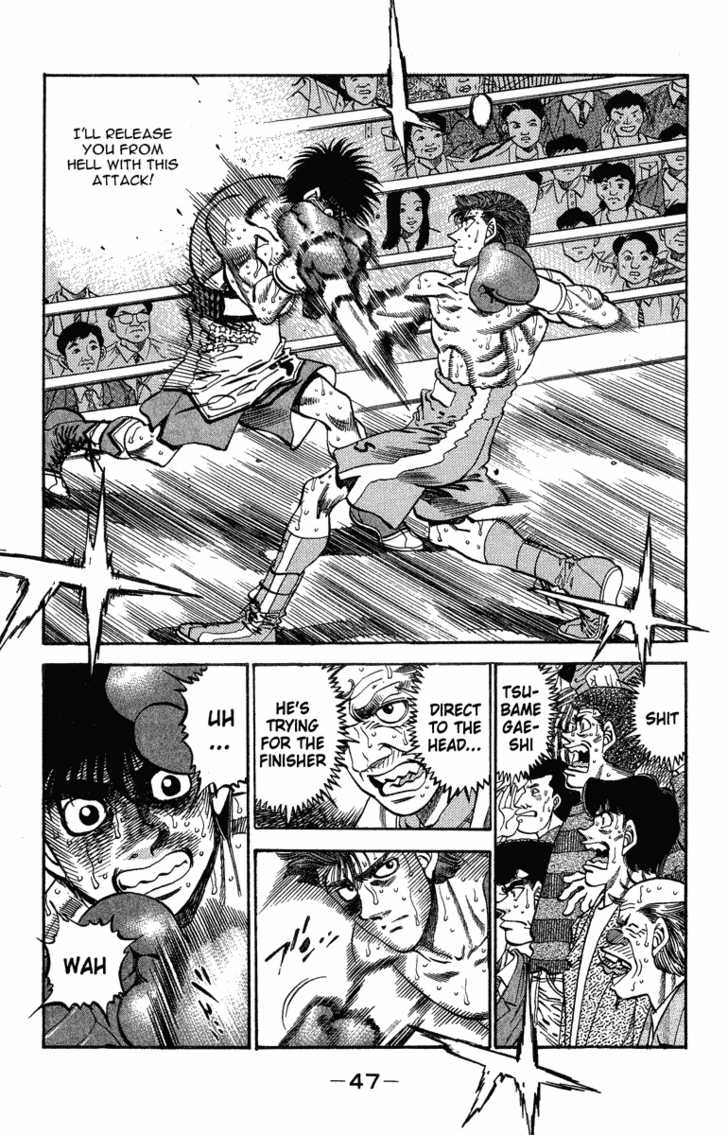 I'LL RELEASE
YOU FROM
HELL WITH THIS
ATTACK!
SHIT
TSU-
BAME
GAE-
SHI
DIRECT
TO THE
HEAD...
HE'S
TRYING
FOR THE
FINISHER
UH
...
WAH
-47-